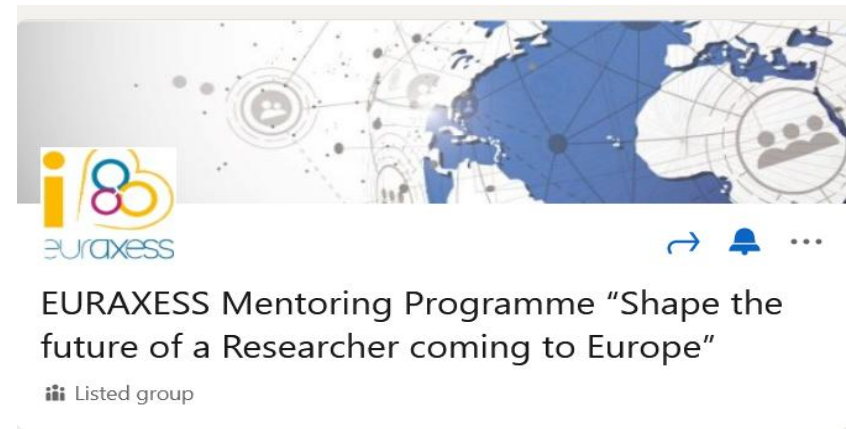 euraxess
EURAXESS Mentoring Programme “Shape the
future of a Researcher coming to Europe”
Listed group